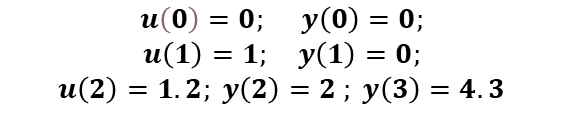 u(0) = 0; y(0) = 0;
u(1) = 1; y(1) = 0;
u(2) = 1.2; y(2) = 2 ; y(3) = 4.3